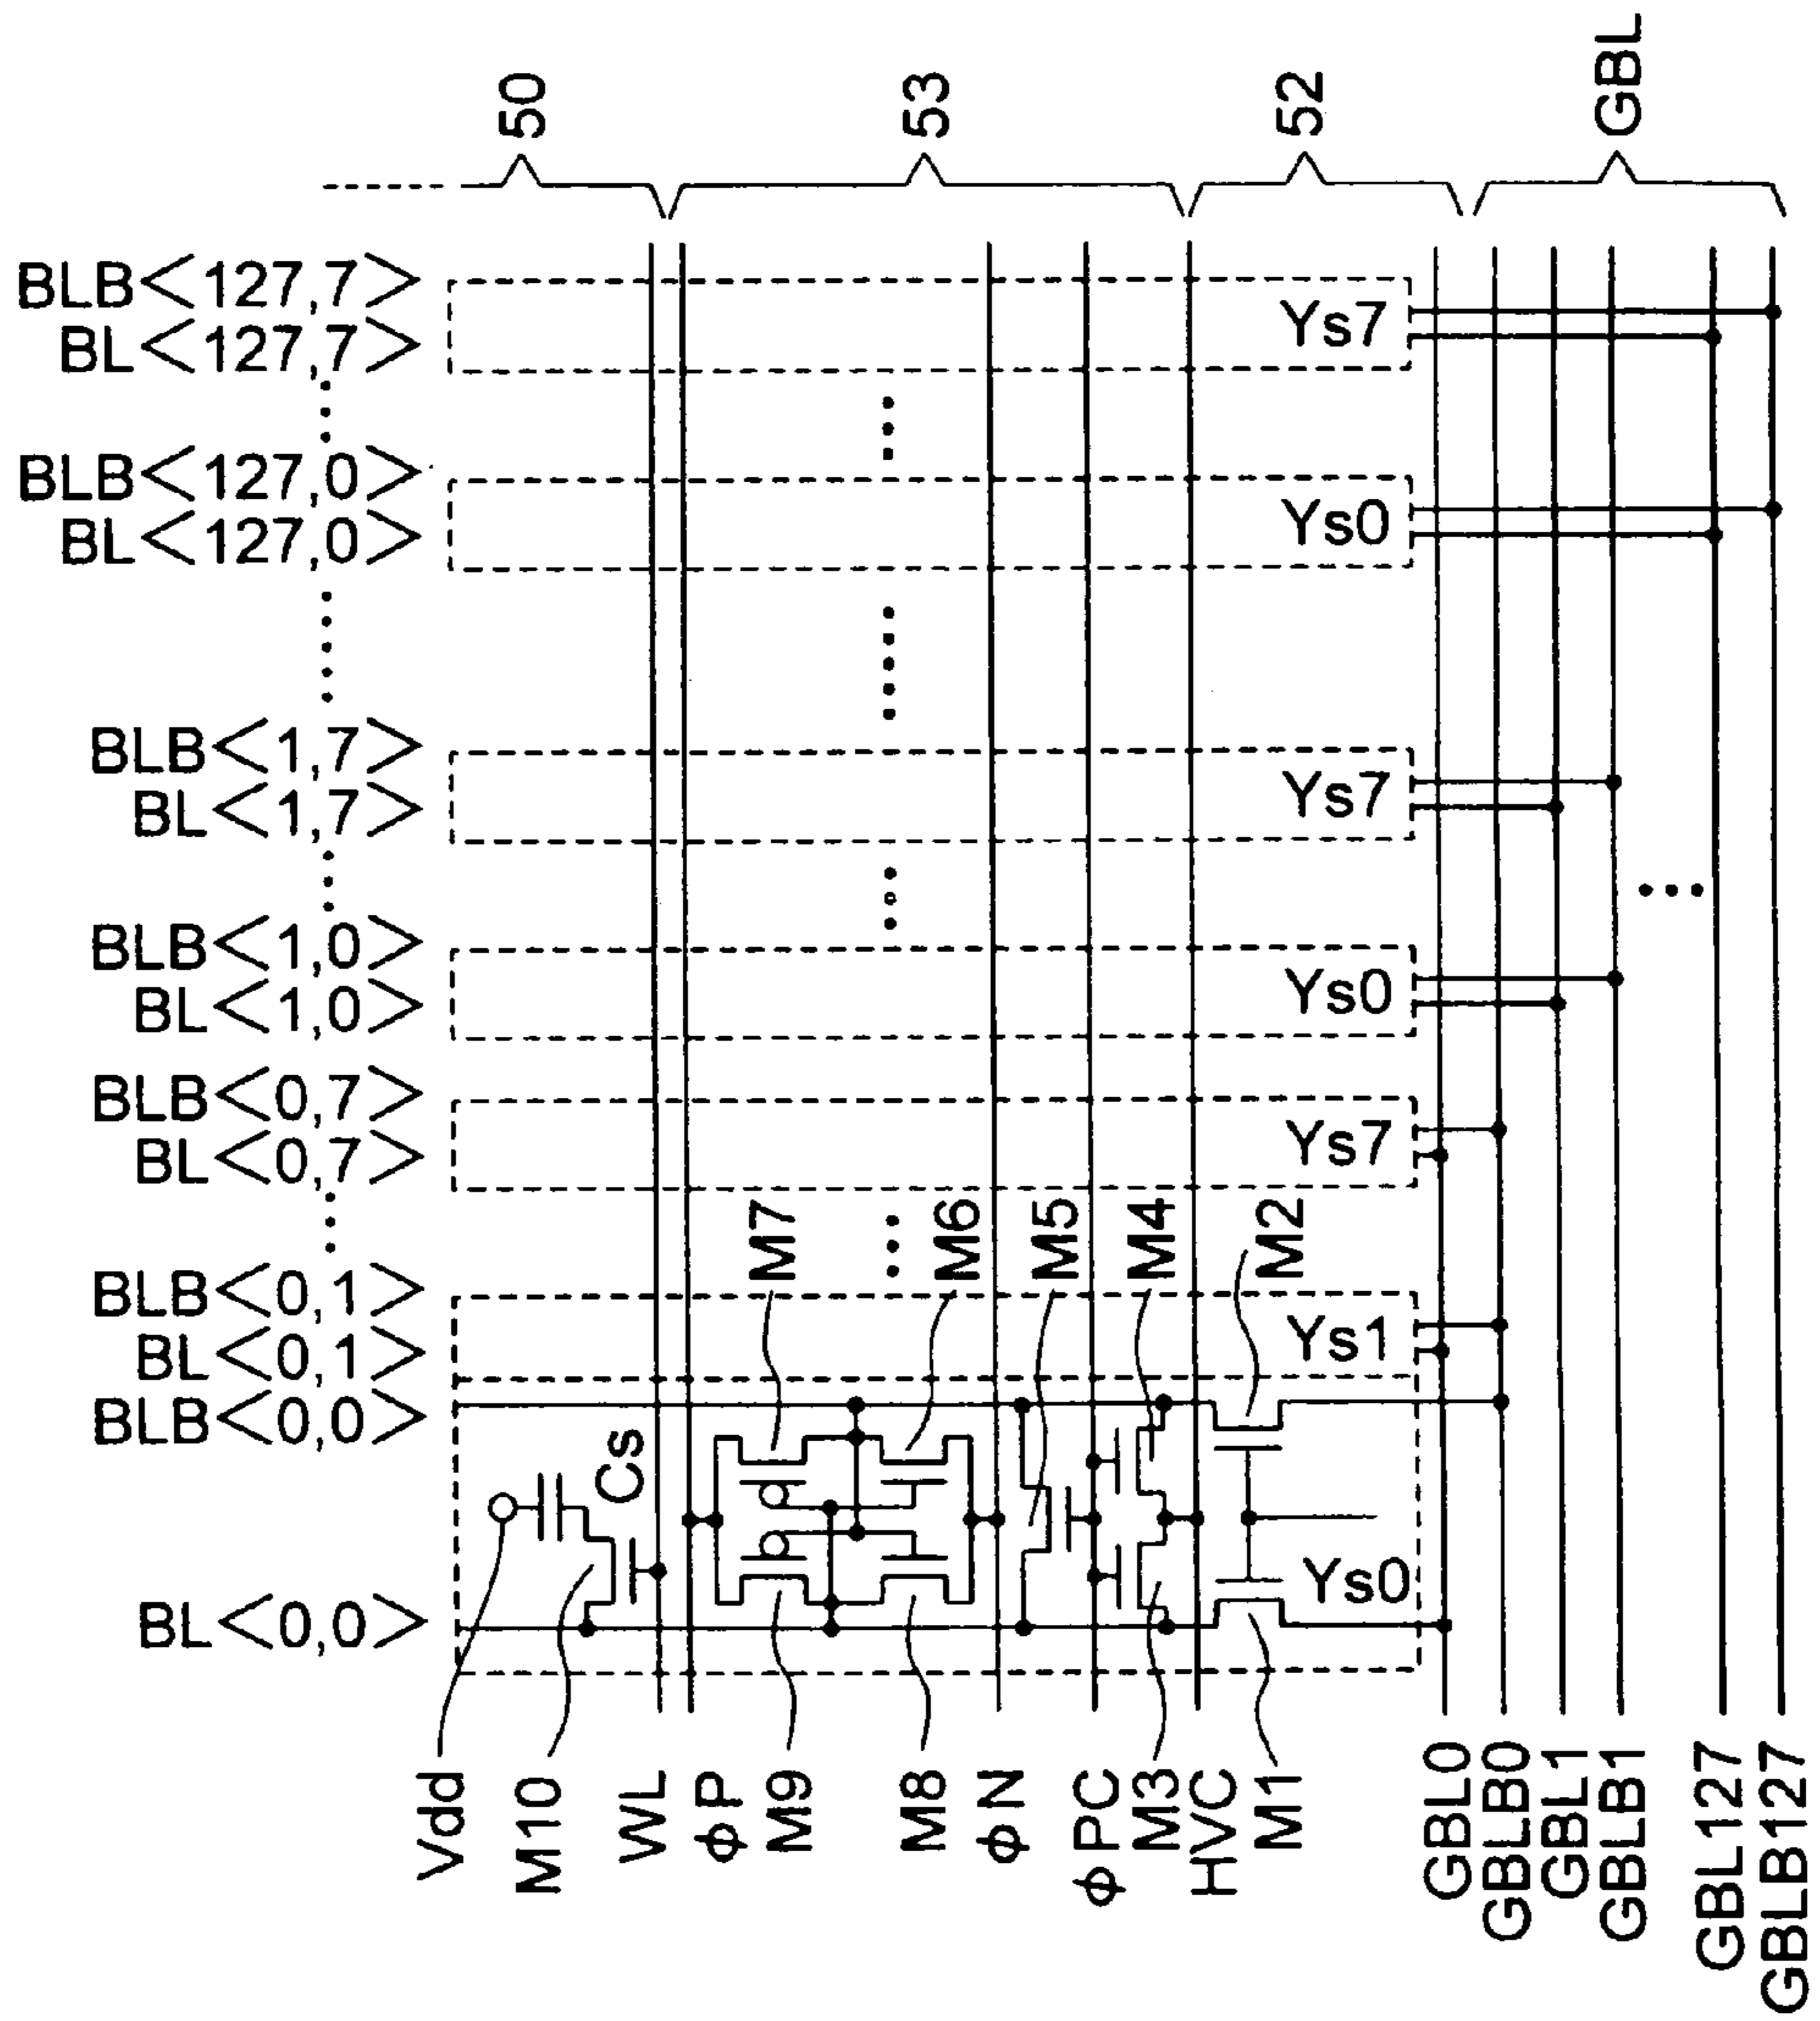 BLB<127,7>
BL<127,7>
BLB<127,0>
BL<127,0>
BLB<1,7>
BL<1,7>
BLB<1,0>
BL<1,0>
BLB<0,7>
BL<0,7>
BLB<0,1>
BL<0,1>
BLB<0,0>
BL<0,0>
50
53
52
GBL
Ys7
Ys0
Ys7
Ys0
Ys7
Ys1
Ys0
M7
M6
M5
M4
M2
Cs
Vdd
M10
WL
ϕP
M9
M8
ϕN
ϕPC
M3
HVC
M1
GBL0
GBLB0
GBL1
GBLB1
GBL127
GBLB127